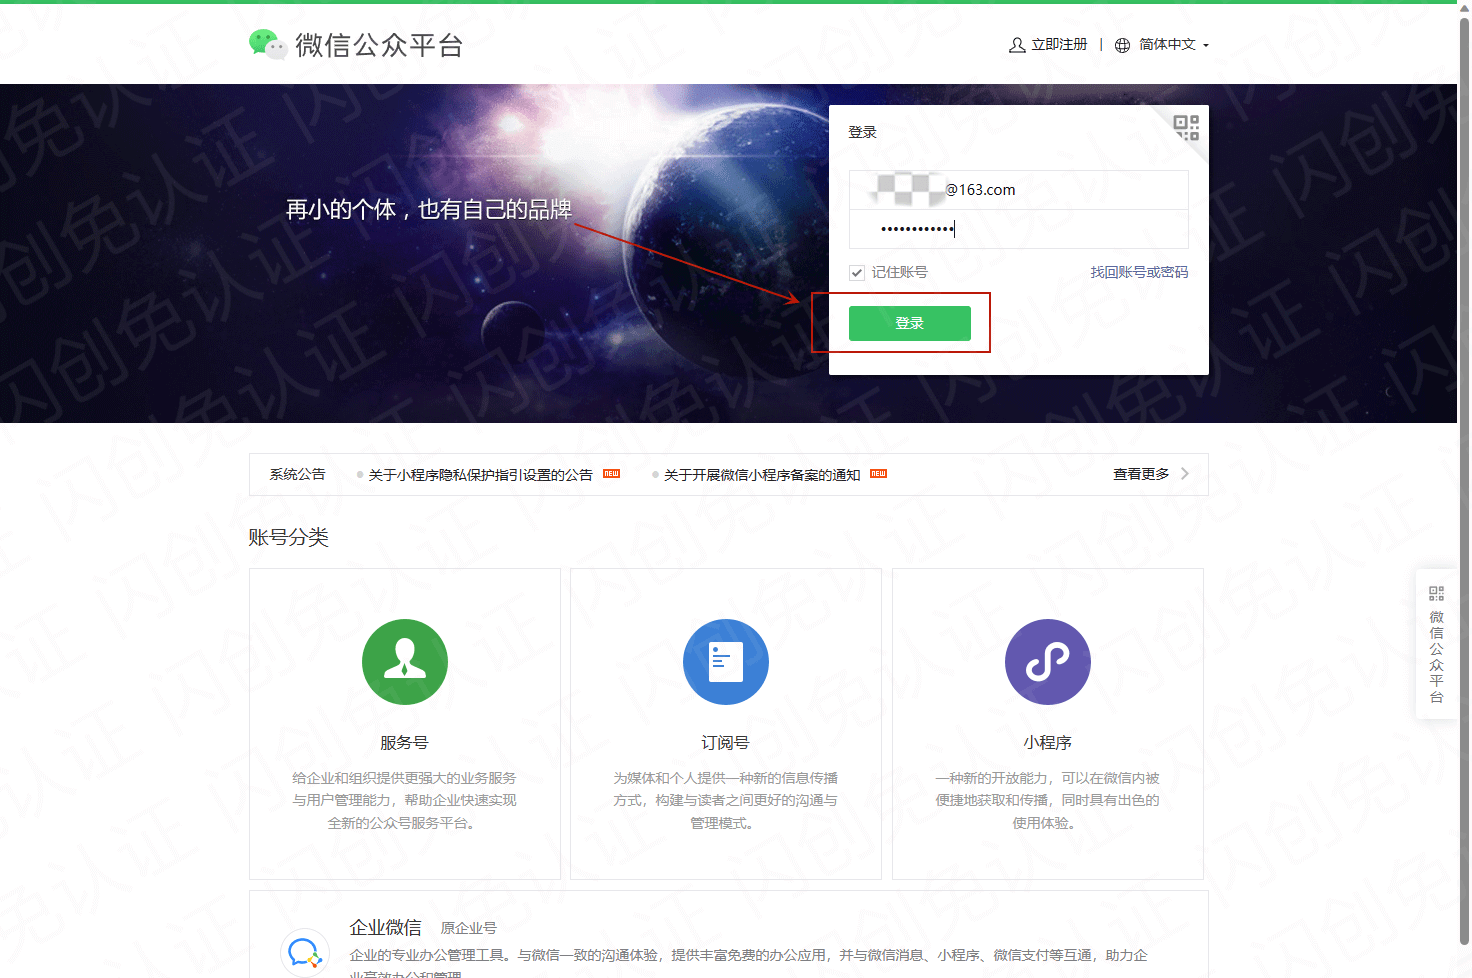 微信公众平台
立即注册 | 简体中文
登录
再小的个体，也有自己的品牌
@163.com
••••••••••••
记住账号
找回账号或密码
登录
系统公告
关于小程序隐私保护指引设置的公告 NEW
关于开展微信小程序备案的通知 NEW
查看更多
账号分类
服务号
给企业和组织提供更强大的业务服务
与用户管理能力，帮助企业快速实现
全新的公众号服务平台。
订阅号
为媒体和个人提供一种新的信息传播
方式，构建与读者之间更好的沟通与
管理模式。
小程序
一种新的开放能力，可以在微信内被
便捷地获取和传播，同时具有出色的
使用体验。
微信公众平台
企业微信 原企业号
企业的专业办公管理工具。与微信一致的沟通体验，提供丰富免费的办公应用，并与微信消息、小程序、微信支付等互通，助力企
业高效办公和管理
闪创免认证